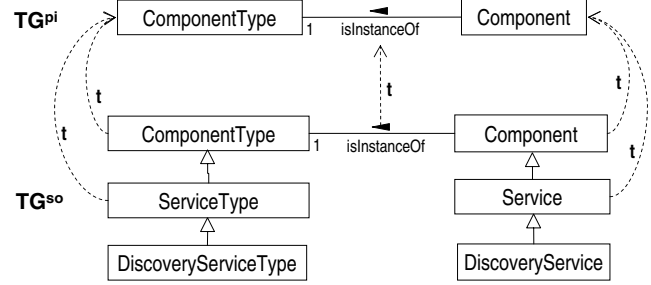 TGpi
ComponentType
1
isInstanceOf
Component
t
t
t
t
t
ComponentType
1
isInstanceOf
Component
TGso
ServiceType
Service
DiscoveryServiceType
DiscoveryService